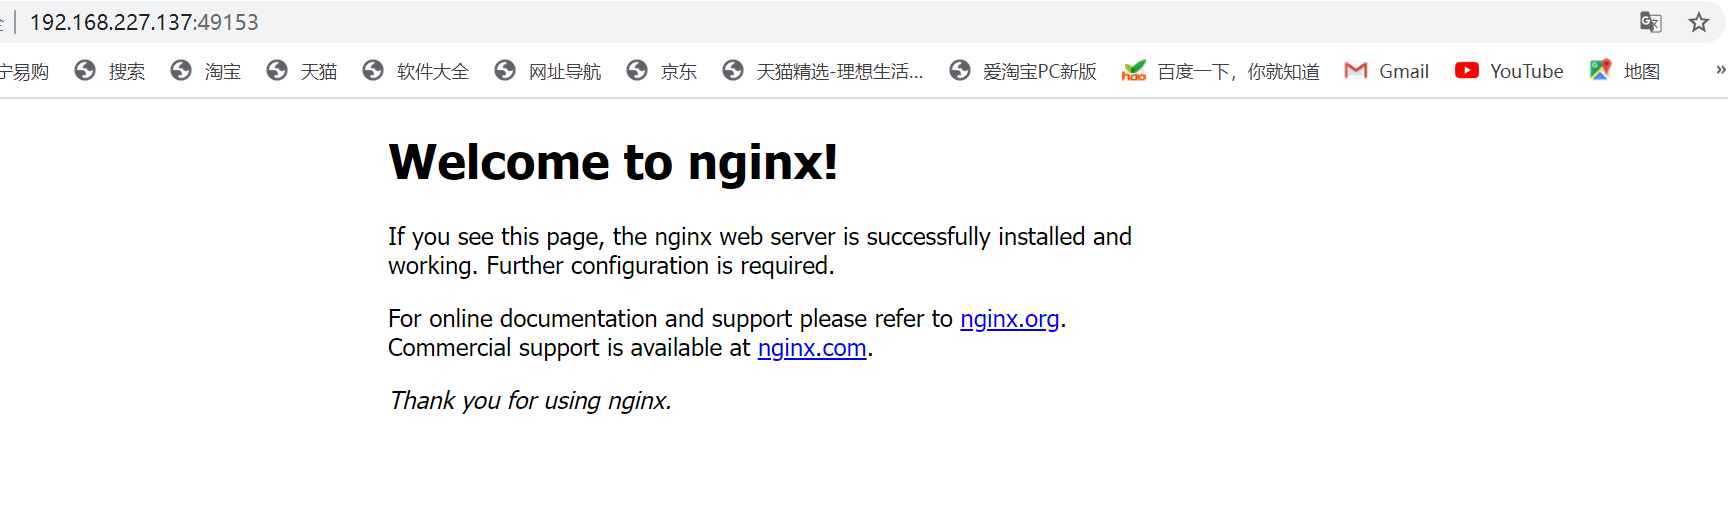 192.168.227.137:49153
宁易购 搜索 淘宝 天猫 软件大全 网址导航 京东 天猫精选-理想生活... 爱淘宝PC新版 hao 百度一下，你就知道 Gmail YouTube 地图 »
Welcome to nginx!
If you see this page, the nginx web server is successfully installed and
working. Further configuration is required.
For online documentation and support please refer to nginx.org.
Commercial support is available at nginx.com.
Thank you for using nginx.